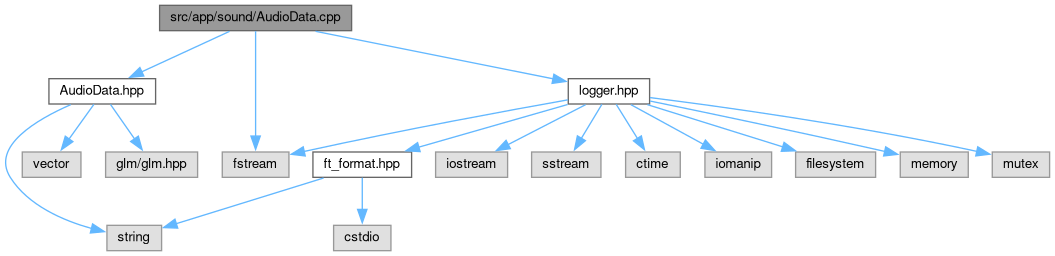 src/app/sound/AudioData.cpp
AudioData.hpp
logger.hpp
vector
glm/glm.hpp
fstream
ft_format.hpp
iostream
sstream
ctime
iomanip
filesystem
memory
mutex
string
cstdio